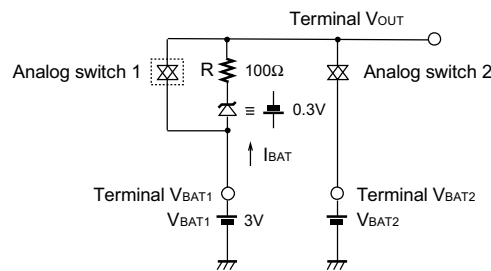 Terminal VOUT
Analog switch 1
R
100Ω
≡
0.3V
Analog switch 2
IBAT
Terminal VBAT1
Terminal VBAT2
VBAT1
3V
VBAT2